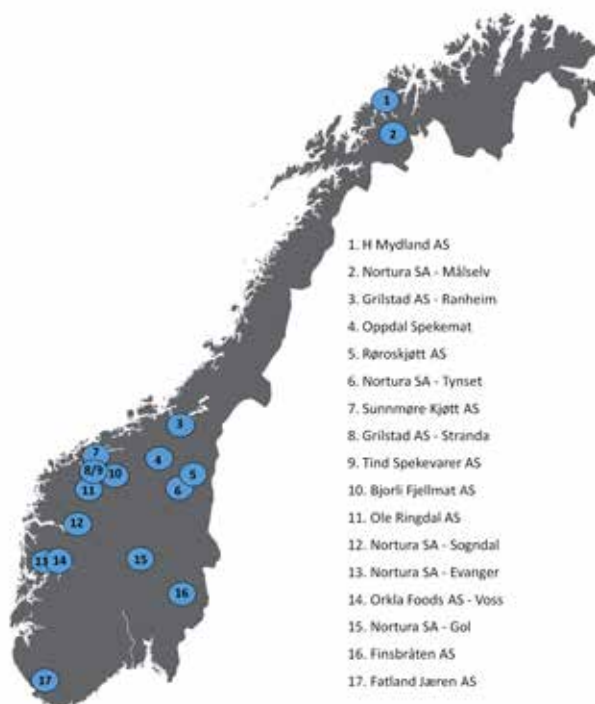 1
2
3
4
5
6
7
8/9
10
11
12
13
14
15
16
17
1. H Mydland AS
2. Nortura SA - Målselv
3. Grilstad AS - Ranheim
4. Oppdal Spekemat
5. Røroskjøtt AS
6. Nortura SA - Tynset
7. Sunnmøre Kjøtt AS
8. Grilstad AS - Stranda
9. Tind Spekevarer AS
10. Bjorli Fjellmat AS
11. Ole Ringdal AS
12. Nortura SA - Sogndal
13. Nortura SA - Evanger
14. Orkla Foods AS - Voss
15. Nortura SA - Gol
16. Finsbråten AS
17. Fatland Jæren AS